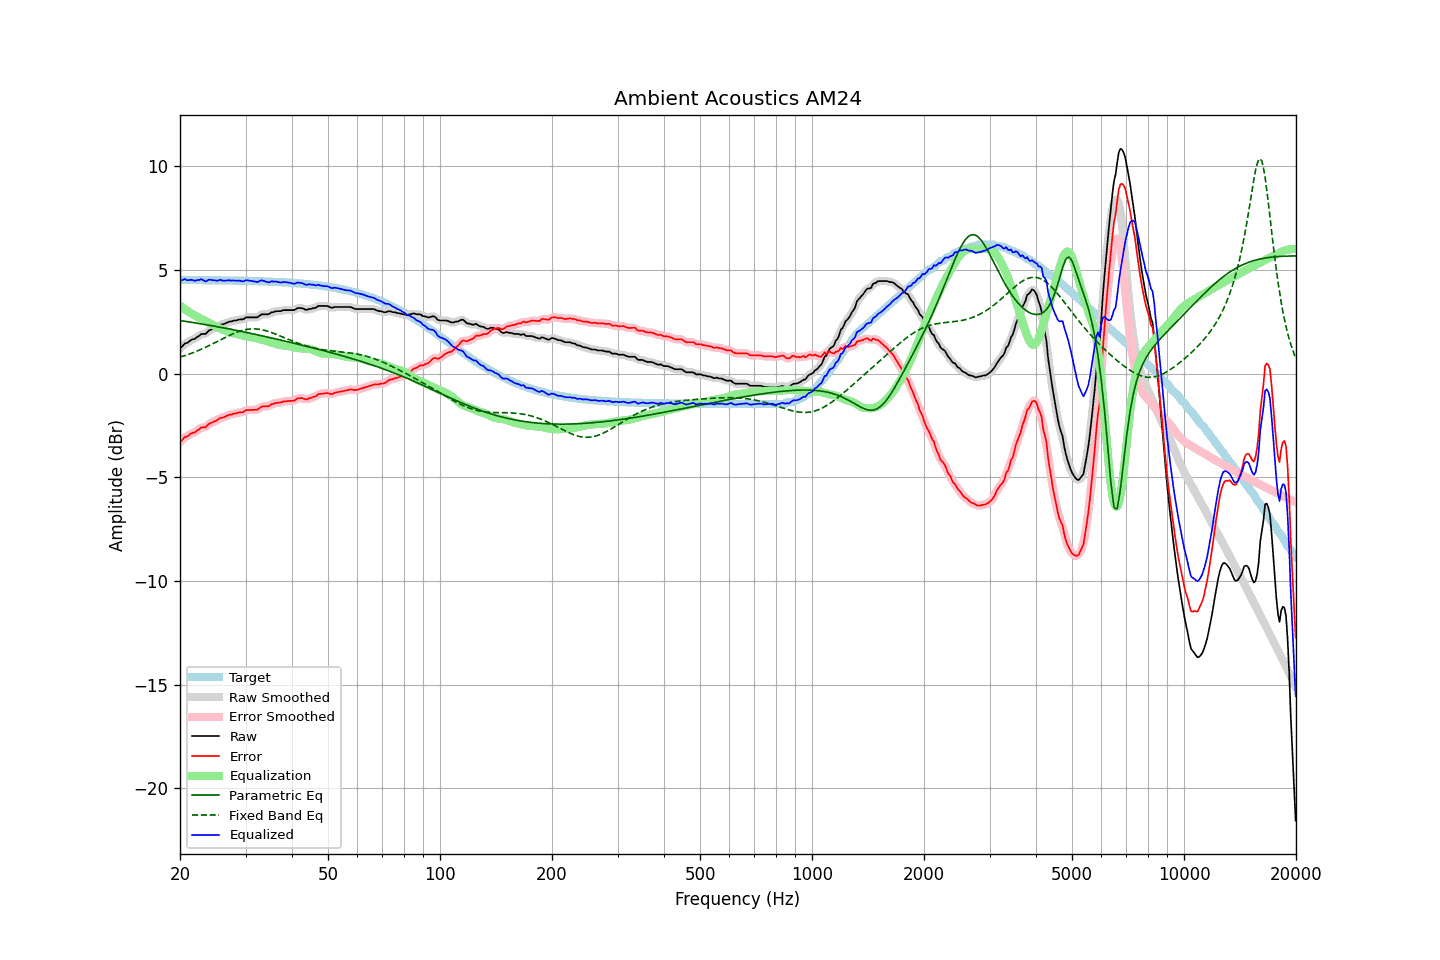 Ambient Acoustics AM24
Amplitude (dBr)
10
5
0
−5
−10
−15
−20
Target
Raw Smoothed
Error Smoothed
Raw
Error
Equalization
Parametric Eq
Fixed Band Eq
Equalized
20 50 100 200 500 1000 2000 5000 10000 20000
Frequency (Hz)